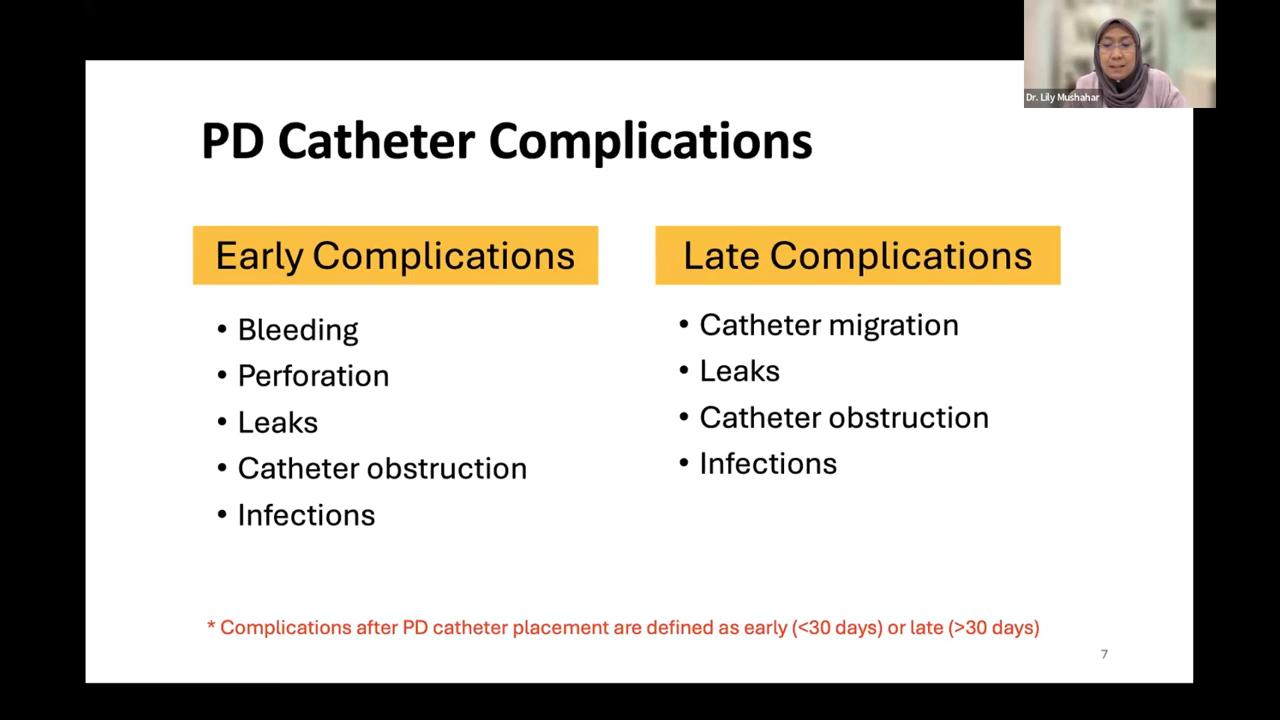 Dr. Lily Mushahar
PD Catheter Complications
Early Complications
• Bleeding
• Perforation
• Leaks
• Catheter obstruction
• Infections
Late Complications
• Catheter migration
• Leaks
• Catheter obstruction
• Infections
* Complications after PD catheter placement are defined as early (<30 days) or late (>30 days)
7